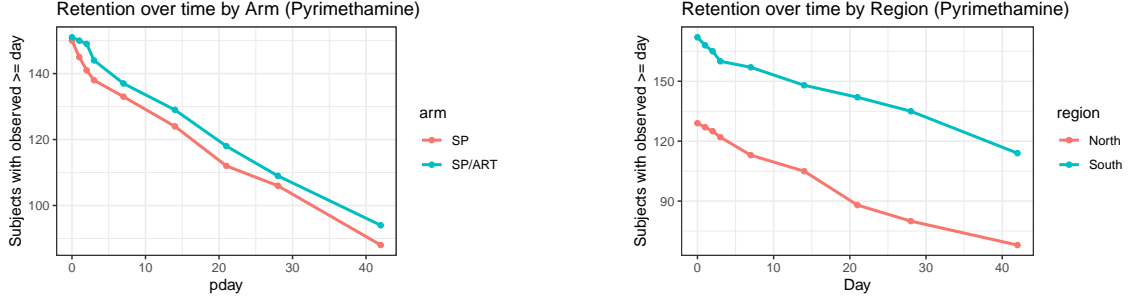 Retention over time by Arm (Pyrimethamine)
Subjects with observed >= day
140
120
100
0 10 20 30 40
pday
arm
SP
SP/ART
Retention over time by Region (Pyrimethamine)
Subjects with observed >= day
150
120
90
0 10 20 30 40
Day
region
North
South